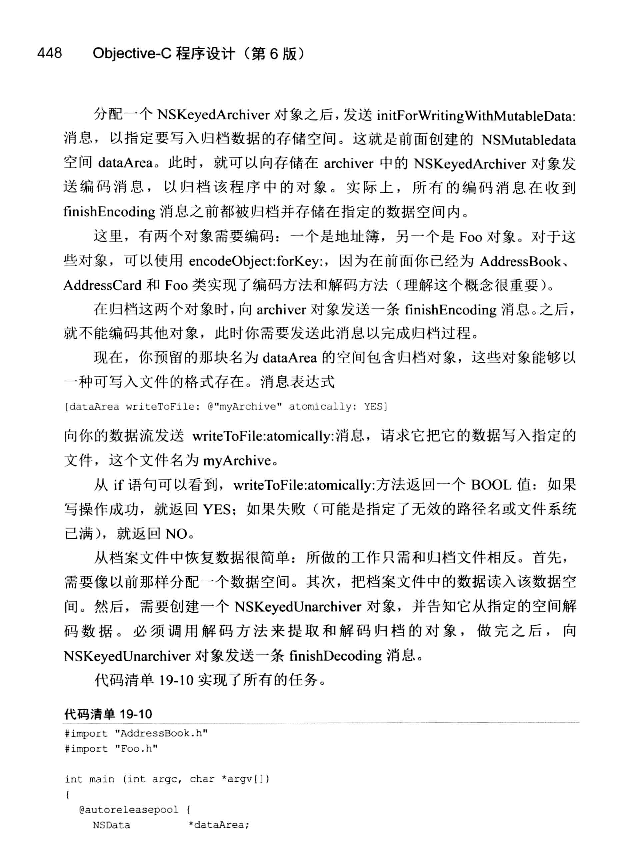 448 Objective-C 程序设计（第 6 版）
分配一个 NSKeyedArchiver 对象之后，发送 initForWritingWithMutableData:
消息，以指定要写入归档数据的存储空间。这就是前面创建的 NSMutabledata
空间 dataArea。此时，就可以向存储在 archiver 中的 NSKeyedArchiver 对象发
送编码消息，以归档该程序中的对象。实际上，所有的编码消息在收到
finishEncoding 消息之前都被归档并存储在指定的数据空间内。
这里，有两个对象需要编码：一个是地址簿，另一个是 Foo 对象。对于这
些对象，可以使用 encodeObject:forKey:，因为在前面你已经为 AddressBook、
AddressCard 和 Foo 类实现了编码方法和解码方法（理解这个概念很重要）。
在归档这两个对象时，向 archiver 对象发送一条 finishEncoding 消息。之后，
就不能编码其他对象，此时你需要发送此消息以完成归档过程。
现在，你预留的那块名为 dataArea 的空间包含归档对象，这些对象能够以
一种可写入文件的格式存在。消息表达式
[dataArea writeToFile: @"myArchive" atomically: YES]
向你的数据流发送 writeToFile:atomically:消息，请求它把它的数据写入指定的
文件，这个文件名为 myArchive。
从 if 语句可以看到，writeToFile:atomically:方法返回一个 BOOL 值：如果
写操作成功，就返回 YES；如果失败（可能是指定了无效的路径名或文件系统
已满），就返回 NO。
从档案文件中恢复数据很简单：所做的工作只需和归档文件相反。首先，
需要像以前那样分配一个数据空间。其次，把档案文件中的数据读入该数据空
间。然后，需要创建一个 NSKeyedUnarchiver 对象，并告知它从指定的空间解
码数据。必须调用解码方法来提取和解码归档的对象，做完之后，向
NSKeyedUnarchiver 对象发送一条 finishDecoding 消息。
代码清单 19-10 实现了所有的任务。
代码清单 19-10
#import "AddressBook.h"
#import "Foo.h"
int main (int argc, char *argv[])
{
@autoreleasepool {
NSData *dataArea;